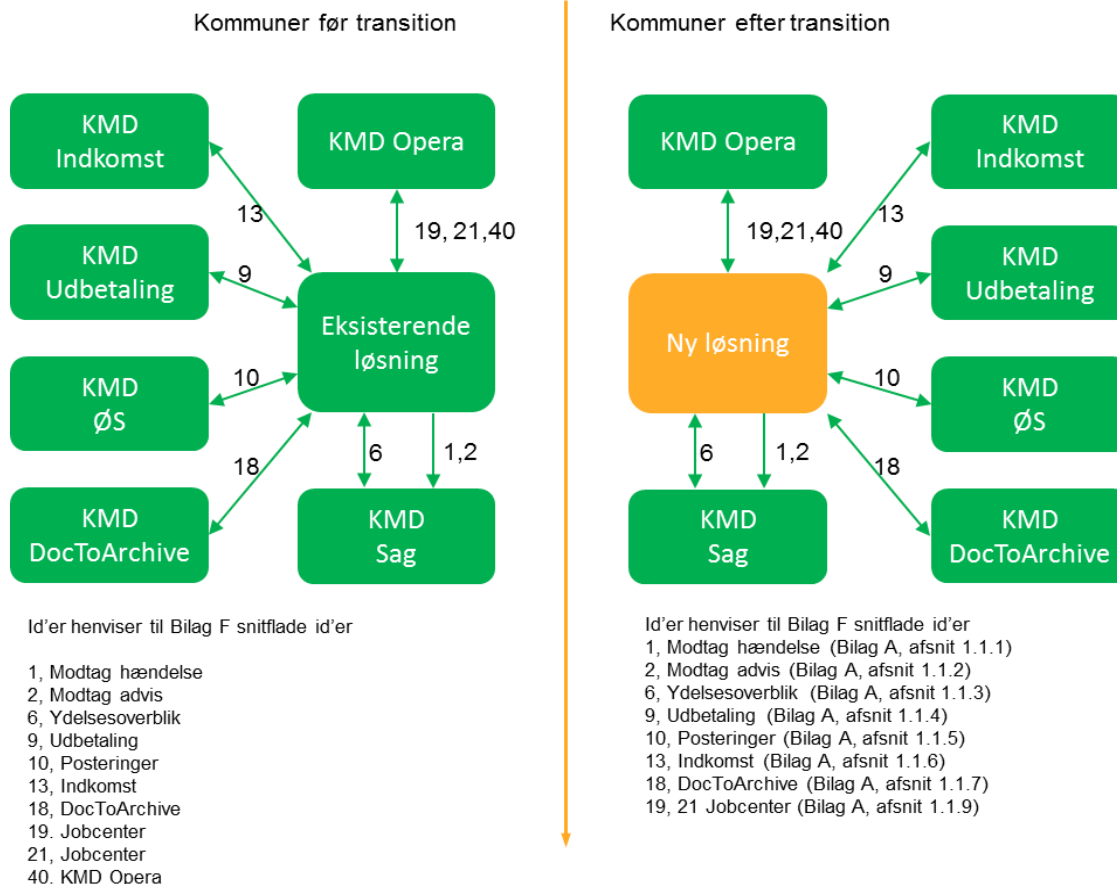 Kommuner før transition
KMD
Indkomst
KMD Opera
13
19, 21,40
KMD
Udbetaling
9
Eksisterende
løsning
10
KMD
ØS
18
6
1,2
KMD
DocToArchive
KMD
Sag
Id'er henviser til Bilag F snitflade id'er
1, Modtag hændelse
2, Modtag advis
6, Ydelsesoverblik
9, Udbetaling
10, Posteringer
13, Indkomst
18, DocToArchive
19. Jobcenter
21, Jobcenter
40. KMD Opera
Kommuner efter transition
KMD Opera
KMD
Indkomst
19,21,40
13
KMD
Udbetaling
9
Ny løsning
10
KMD
ØS
6
1,2
18
KMD
Sag
KMD
DocToArchive
Id'er henviser til Bilag F snitflade id'er
1, Modtag hændelse (Bilag A, afsnit 1.1.1)
2, Modtag advis (Bilag A, afsnit 1.1.2)
6, Ydelsesoverblik (Bilag A, afsnit 1.1.3)
9, Udbetaling (Bilag A, afsnit 1.1.4)
10, Posteringer (Bilag A, afsnit 1.1.5)
13, Indkomst (Bilag A, afsnit 1.1.6)
18, DocToArchive (Bilag A, afsnit 1.1.7)
19, 21 Jobcenter (Bilag A, afsnit 1.1.9)